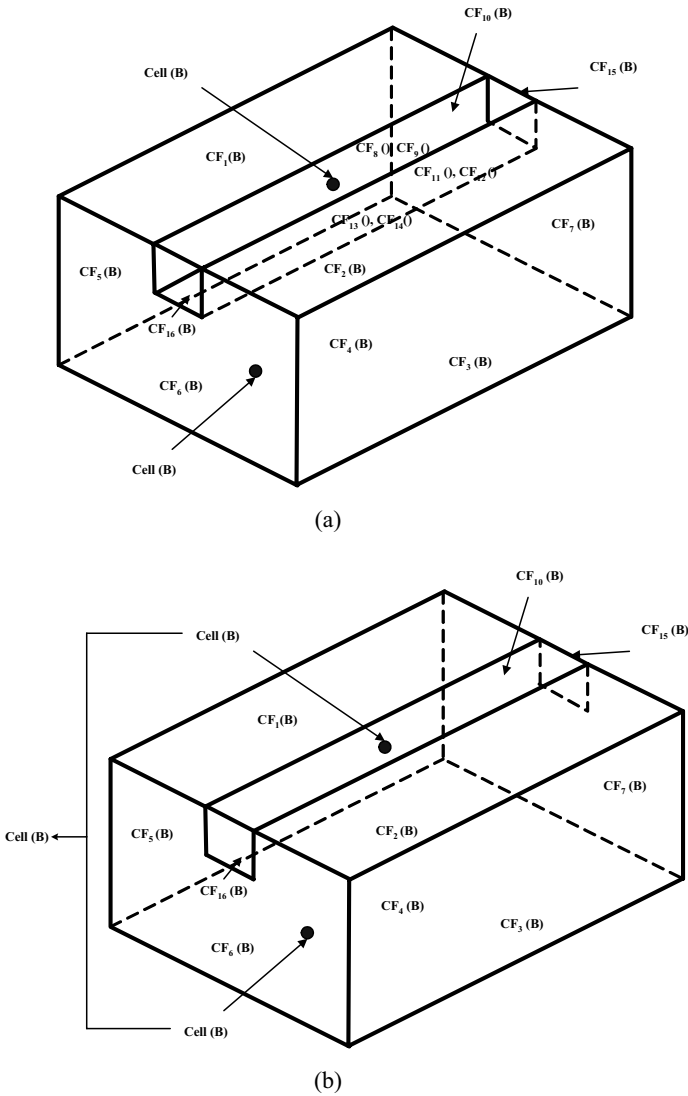 CF₁₀ (B)
CF₁₅ (B)
Cell (B)
CF₁(B)
CF₈ (), CF₉ ()
CF₁₁ (), CF₁₂()
CF₁₃ (), CF₁₄()
CF₇ (B)
CF₅ (B)
CF₂ (B)
CF₁₆ (B)
CF₄ (B)
CF₃ (B)
CF₆ (B)
Cell (B)
(a)
CF₁₀ (B)
CF₁₅ (B)
Cell (B)
CF₁(B)
CF₇ (B)
Cell (B)
CF₅ (B)
CF₂ (B)
CF₁₆ (B)
CF₄ (B)
CF₃ (B)
CF₆ (B)
Cell (B)
(b)